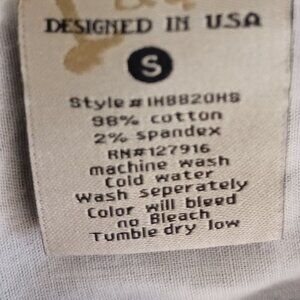 DESIGNED IN USA
S
Style# IH8820HS
98% cotton
2% spandex
RN#127916
machine wash
Cold water
Wash seperately
Color will bleed
no Bleach
Tumble dry low